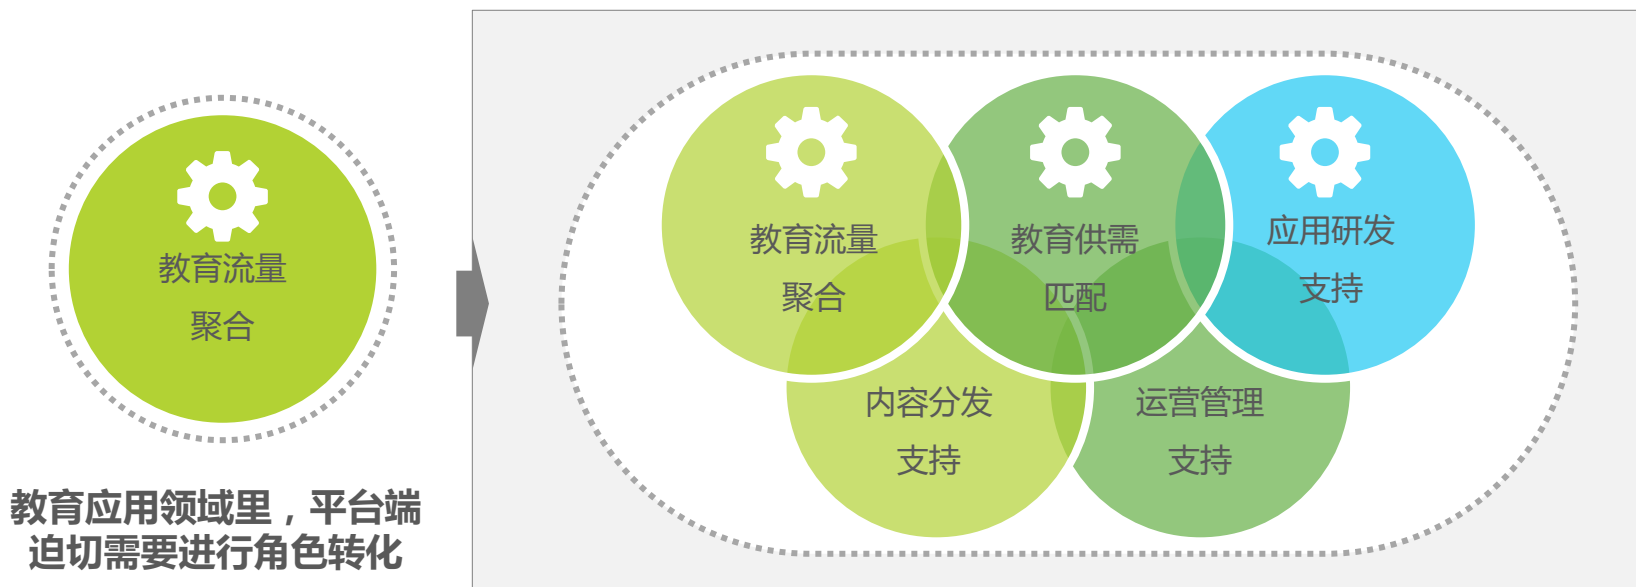 教育流量
聚合
教育应用领域里，平台端
迫切需要进行角色转化
教育流量
聚合
教育供需
匹配
应用研发
支持
内容分发
支持
运营管理
支持